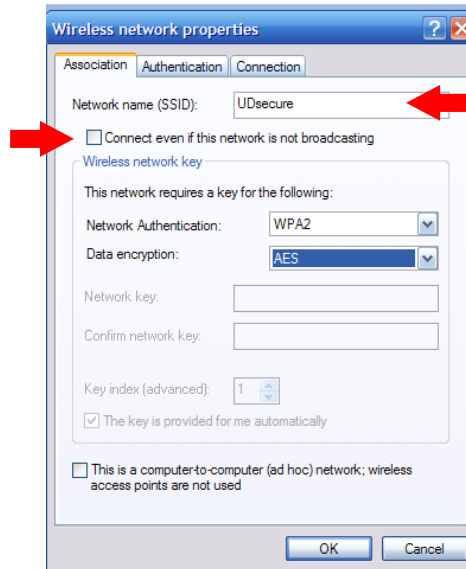 Wireless network properties
Association Authentication Connection
Network name (SSID): UDsecure
Connect even if this network is not broadcasting
Wireless network key
This network requires a key for the following:
Network Authentication: WPA2
Data encryption: AES
Network key:
Confirm network key:
Key index (advanced): 1
The key is provided for me automatically
This is a computer-to-computer (ad hoc) network; wireless
access points are not used
OK Cancel